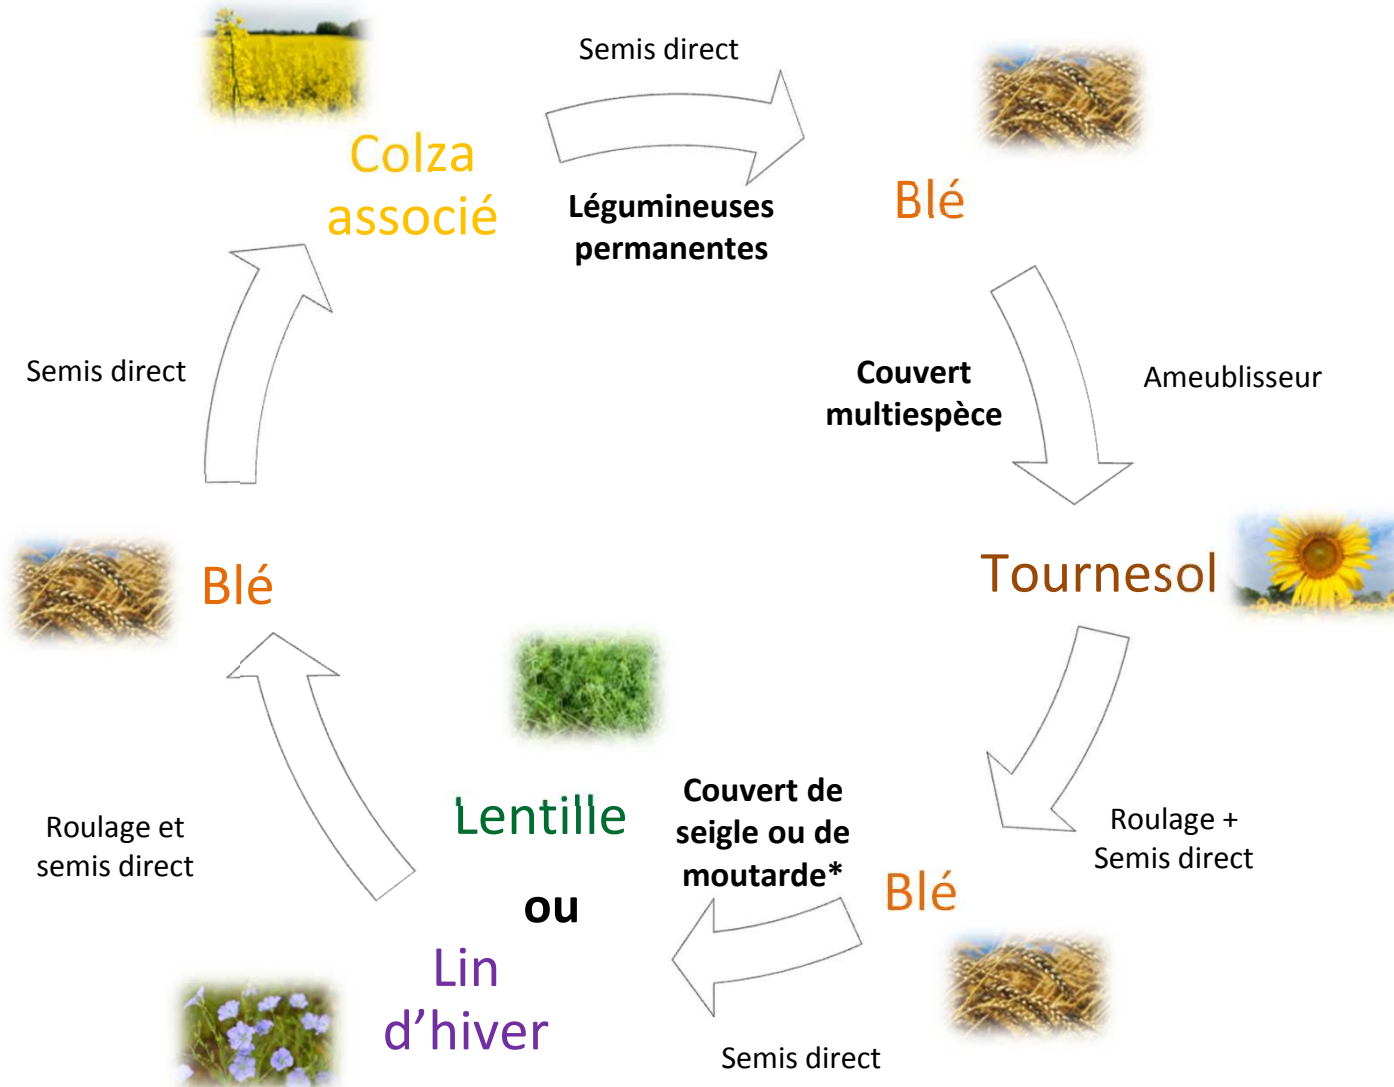 Semis direct
Colza
associé
Légumineuses
permanentes
Blé
Semis direct
Couvert
multiespèce
Ameublisseur
Blé
Tournesol
Lentille
ou
Lin
d'hiver
Couvert de
seigle ou de
moutarde*
Roulage +
Semis direct
Roulage et
semis direct
Blé
Semis direct